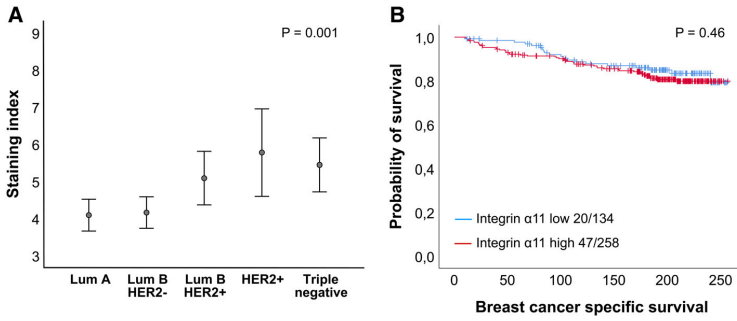 A
P = 0.001
Staining index
9
8
7
6
5
4
3
Lum A
Lum B
HER2-
Lum B
HER2+
HER2+
Triple
negative
B
P = 0.46
Probability of survival
1,0
0,8
0,6
0,4
0,2
0,0
Integrin α11 low 20/134
Integrin α11 high 47/258
0
50
100
150
200
250
Breast cancer specific survival